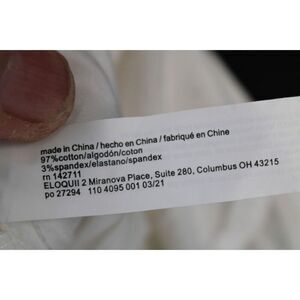 made in China / hecho en China / fabriqué en Chine
97%cotton/algodón/coton
3%spandex/elastano/spandex
rn 142711
ELOQUII 2 Miranova Place, Suite 280, Columbus OH 43215
po 27294 110 4095 001 03/21